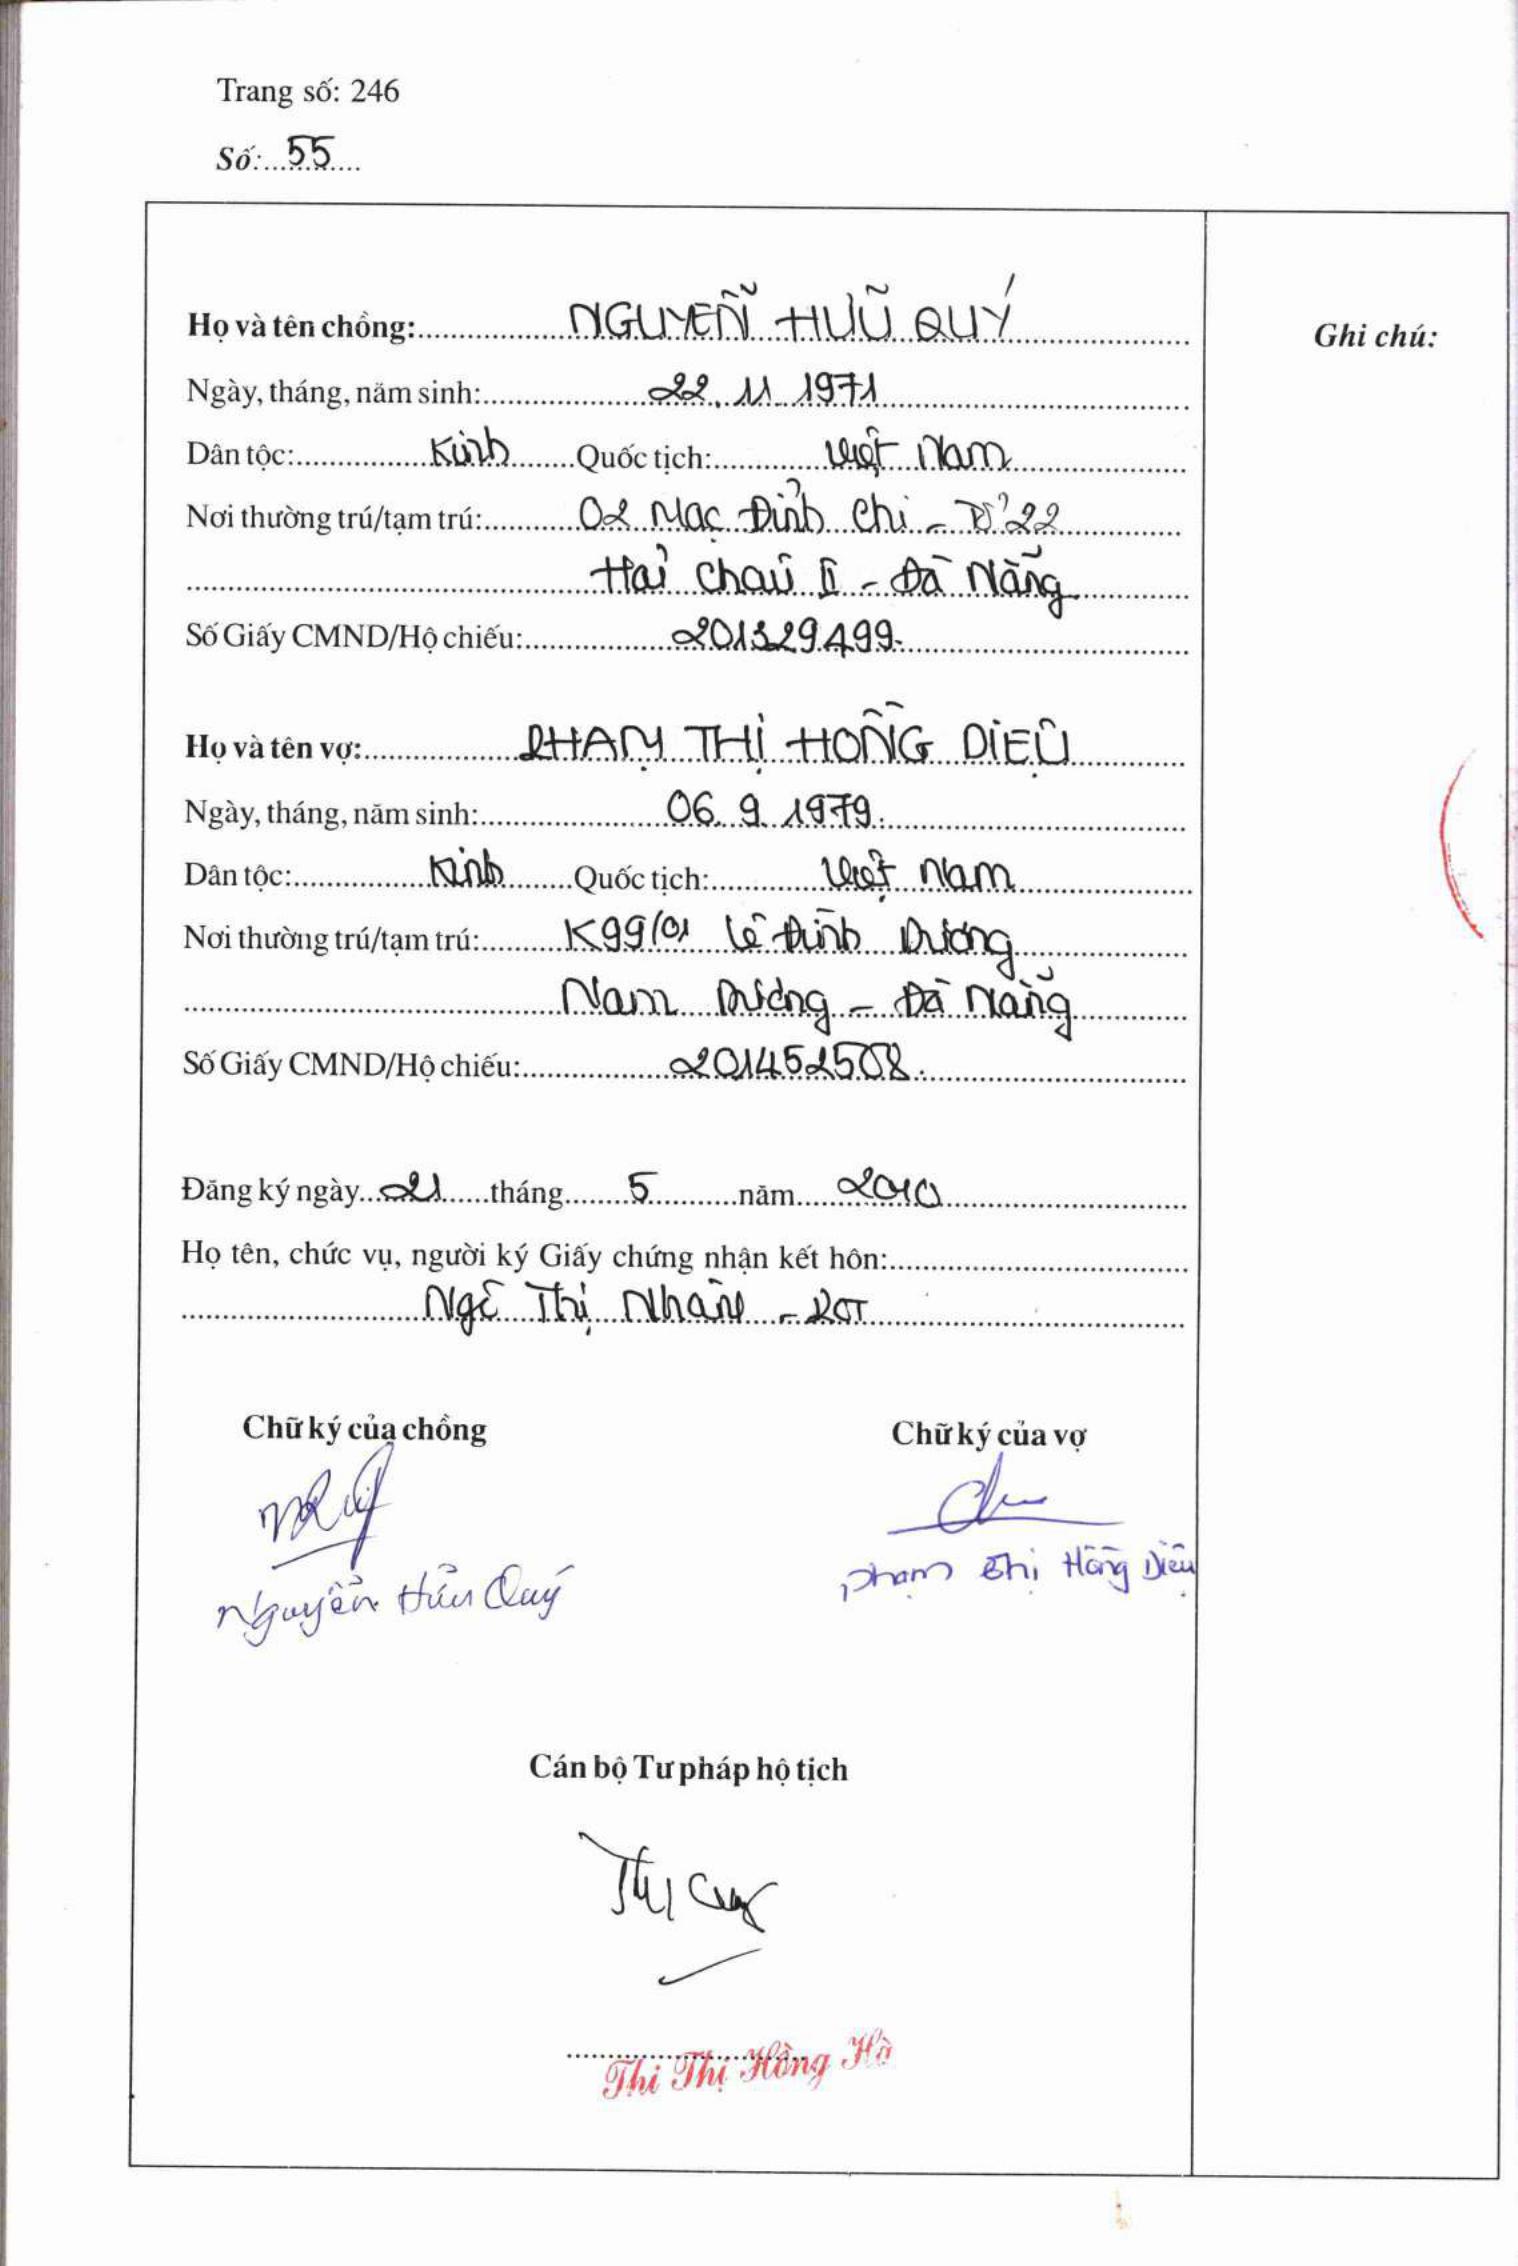 Trang số: 246
Số: 55
Họ và tên chồng: NGUYỄN HỮU QUÝ
Ghi chú:
Ngày, tháng, năm sinh: 22.11.1971
Dân tộc: Kinh Quốc tịch: Việt Nam
Nơi thường trú/tạm trú: 02 Mạc Đỉnh Chi - Tổ 22
Hải Châu II - Đà Nẵng
Số Giấy CMND/Hộ chiếu: 201329499.
Họ và tên vợ: PHẠM THỊ HỒNG DIỆU
Ngày, tháng, năm sinh: 06.9.1979.
Dân tộc: Kinh Quốc tịch: Việt Nam
Nơi thường trú/tạm trú: K99/01 Lê Đình Dương
Nam Dương - Đà Nẵng
Số Giấy CMND/Hộ chiếu: 201452508.
Đăng ký ngày 21 tháng 5 năm 2010
Họ tên, chức vụ, người ký Giấy chứng nhận kết hôn:
Ngô Thị Nhân - PCT
Chữ ký của chồng Chữ ký của vợ
Nguyễn Hữu Quý Phạm Thị Hồng Diệu
Cán bộ Tư pháp hộ tịch
Thi Thị Hồng Hà